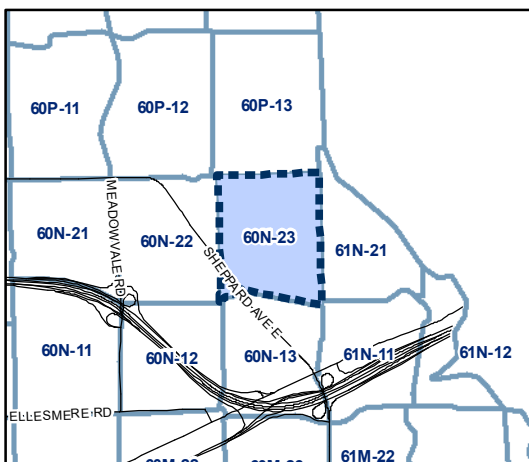 60P-11
60P-12
60P-13
MEADOWVALE RD
60N-21
60N-22
60N-23
61N-21
SHEPPARD AVE E
60N-11
60N-12
60N-13
61N-11
61N-12
ELLESMERE RD
61M-22